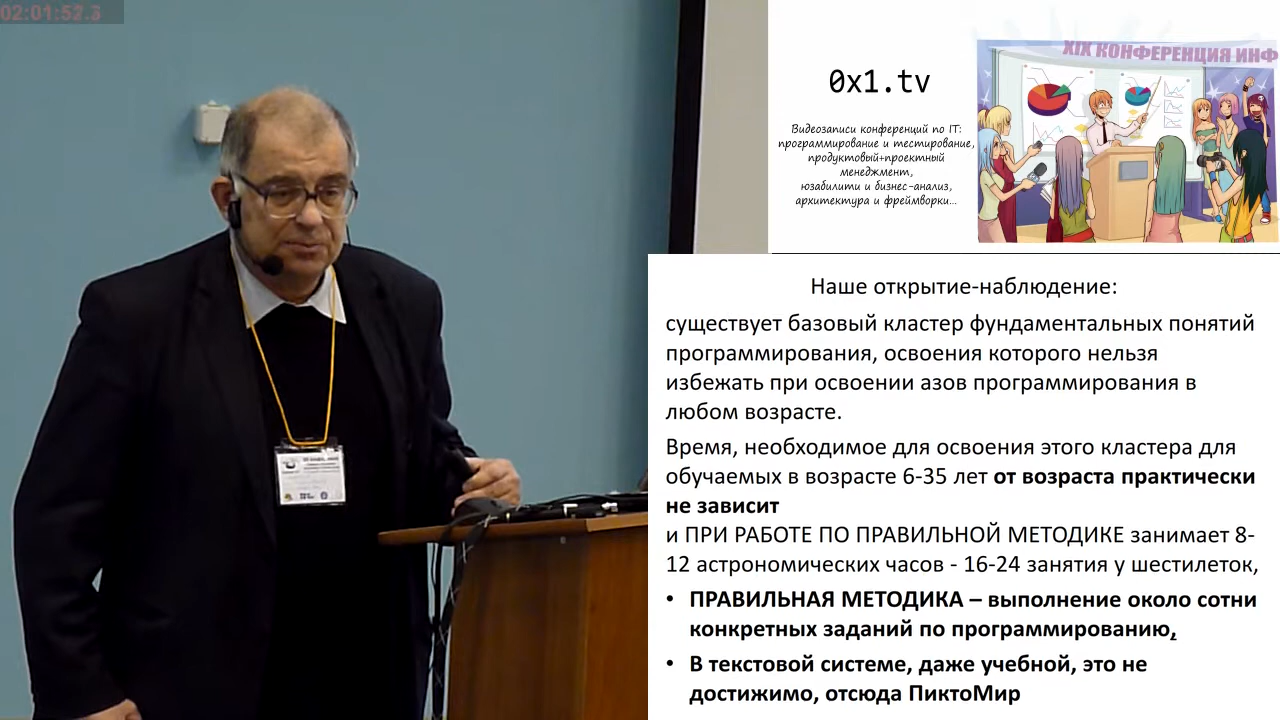 02:01:52.3
0x1.tv
Видеозаписи конференций по IT:
программирование и тестирование,
продуктовый+проектный
менеджмент,
юзабилити и бизнес-анализ,
архитектура и фреймворки...
XIX КОНФЕРЕНЦИЯ ИНФ
Наше открытие-наблюдение:
существует базовый кластер фундаментальных понятий
программирования, освоения которого нельзя
избежать при освоении азов программирования в
любом возрасте.
Время, необходимое для освоения этого кластера для
обучаемых в возрасте 6-35 лет от возраста практически
не зависит
и ПРИ РАБОТЕ ПО ПРАВИЛЬНОЙ МЕТОДИКЕ занимает 8-
12 астрономических часов - 16-24 занятия у шестилеток,
• ПРАВИЛЬНАЯ МЕТОДИКА – выполнение около сотни
конкретных заданий по программированию,
• В текстовой системе, даже учебной, это не
достижимо, отсюда ПиктоМир